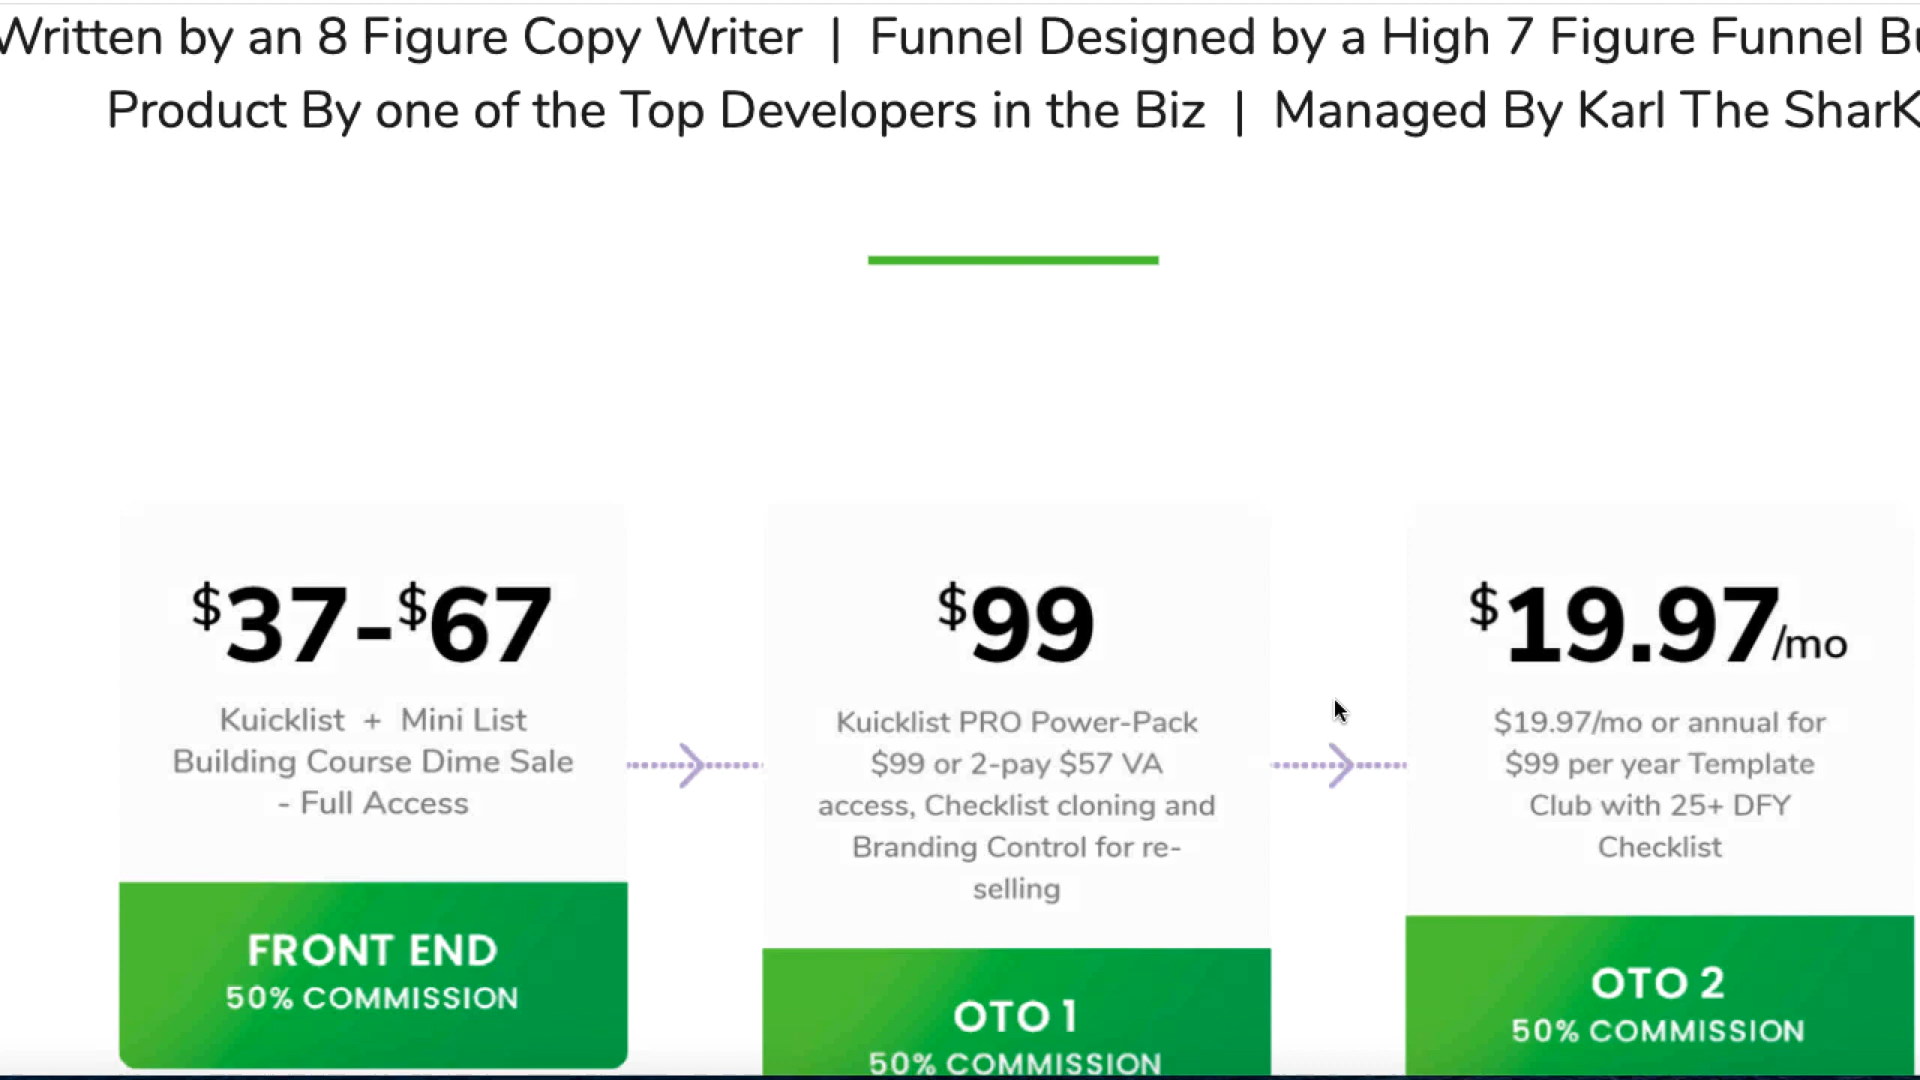 Written by an 8 Figure Copy Writer | Funnel Designed by a High 7 Figure Funnel
Product By one of the Top Developers in the Biz | Managed By Karl The SharK
$37-$67
Kuicklist + Mini List
Building Course Dime Sale
- Full Access
FRONT END
50% COMMISSION
$99
Kuicklist PRO Power-Pack
$99 or 2-pay $57 VA
access, Checklist cloning and
Branding Control for re-
selling
OTO 1
50% COMMISSION
$19.97/mo
$19.97/mo or annual for
$99 per year Template
Club with 25+ DFY
Checklist
OTO 2
50% COMMISSION